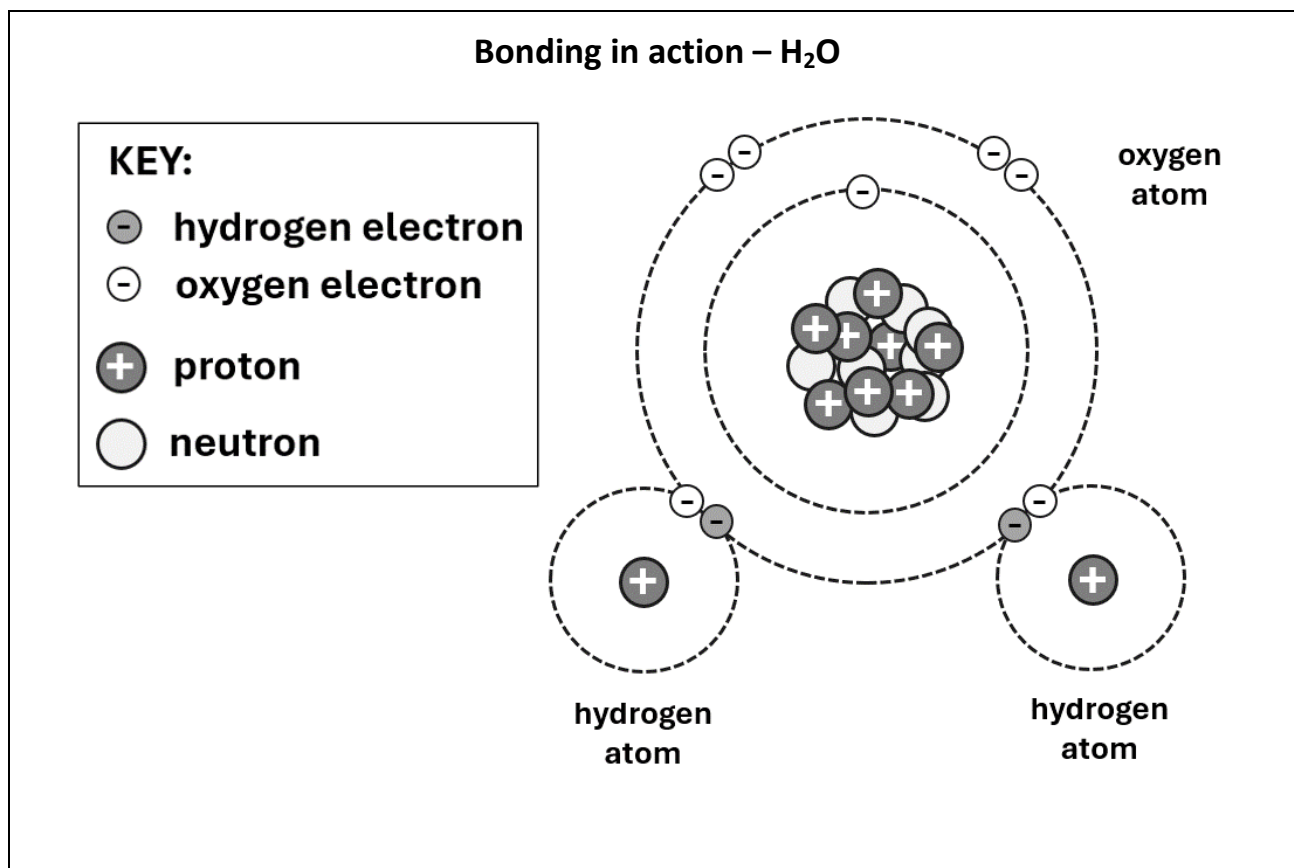 Bonding in action – H₂O
KEY:
- hydrogen electron
- oxygen electron
+ proton
neutron
- -
- -
-
oxygen
atom
+
+ +
+ +
+ + +
- -
- -
+
+
hydrogen
atom
hydrogen
atom